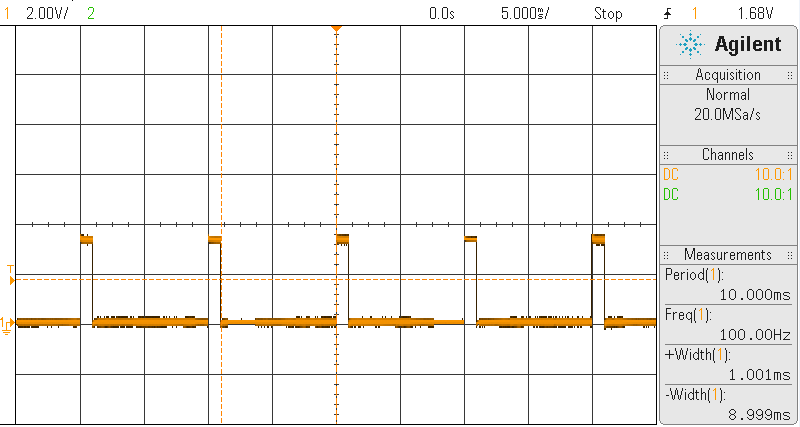 1 2.00V/ 2 0.0s 5.000ms/ Stop 1 1.68V
Agilent
Acquisition
Normal
20.0MSa/s
Channels
DC 10.0:1
DC 10.0:1
Measurements
Period(1):
10.000ms
Freq(1):
100.00Hz
+Width(1):
1.001ms
-Width(1):
8.999ms
T
1